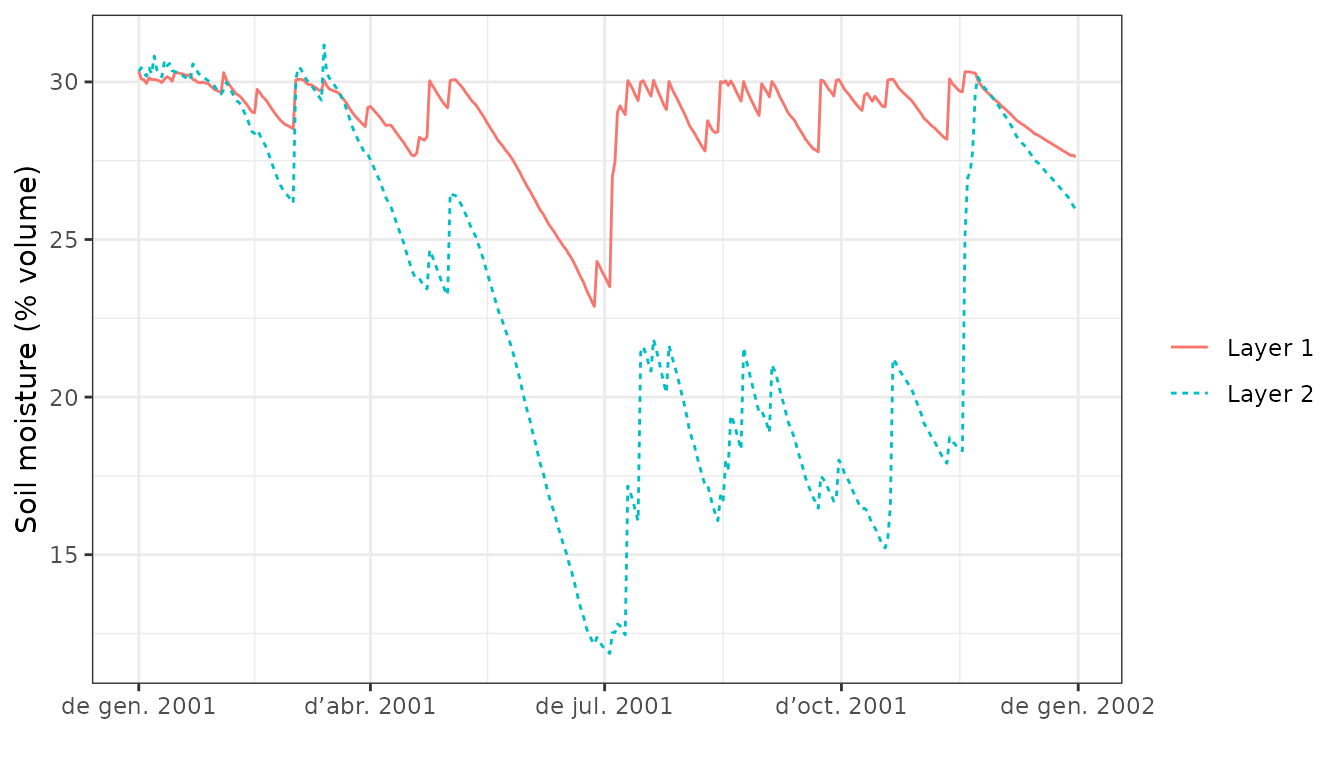 Soil moisture (% volume)
30
25
20
15
de gen. 2001
d’abr. 2001
de jul. 2001
d’oct. 2001
de gen. 2002
Layer 1
Layer 2